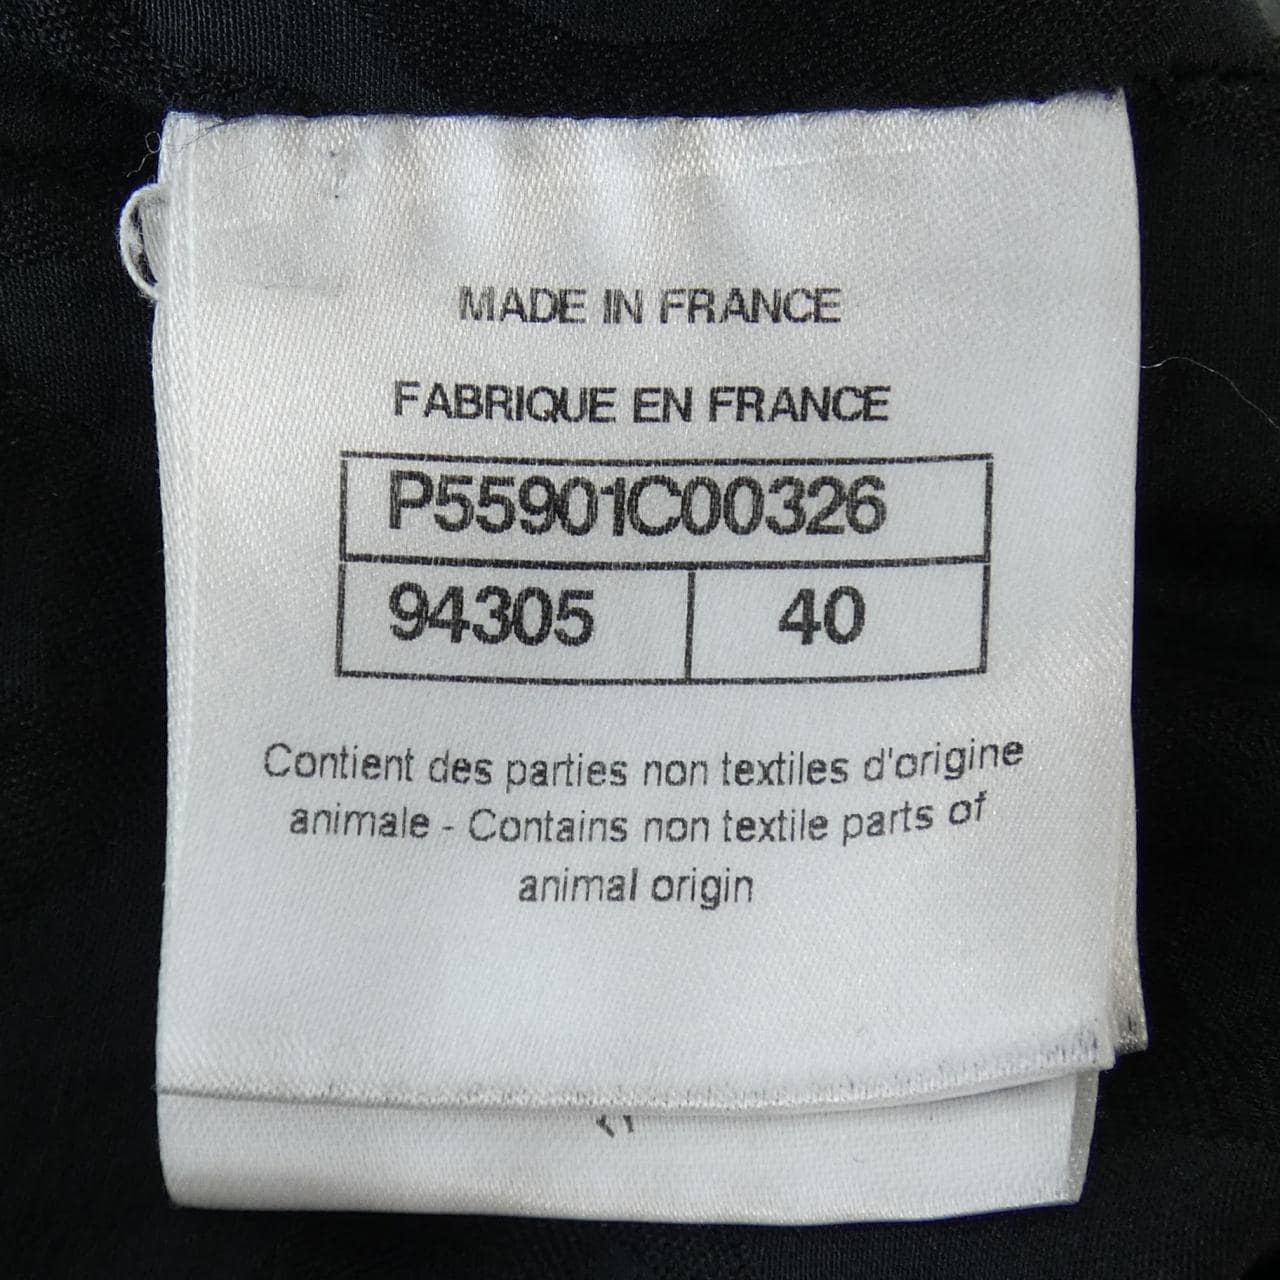 MADE IN FRANCE
FABRIQUE EN FRANCE
P55901C00326
94305 40
Contient des parties non textiles d'origine
animale - Contains non textile parts of
animal origin